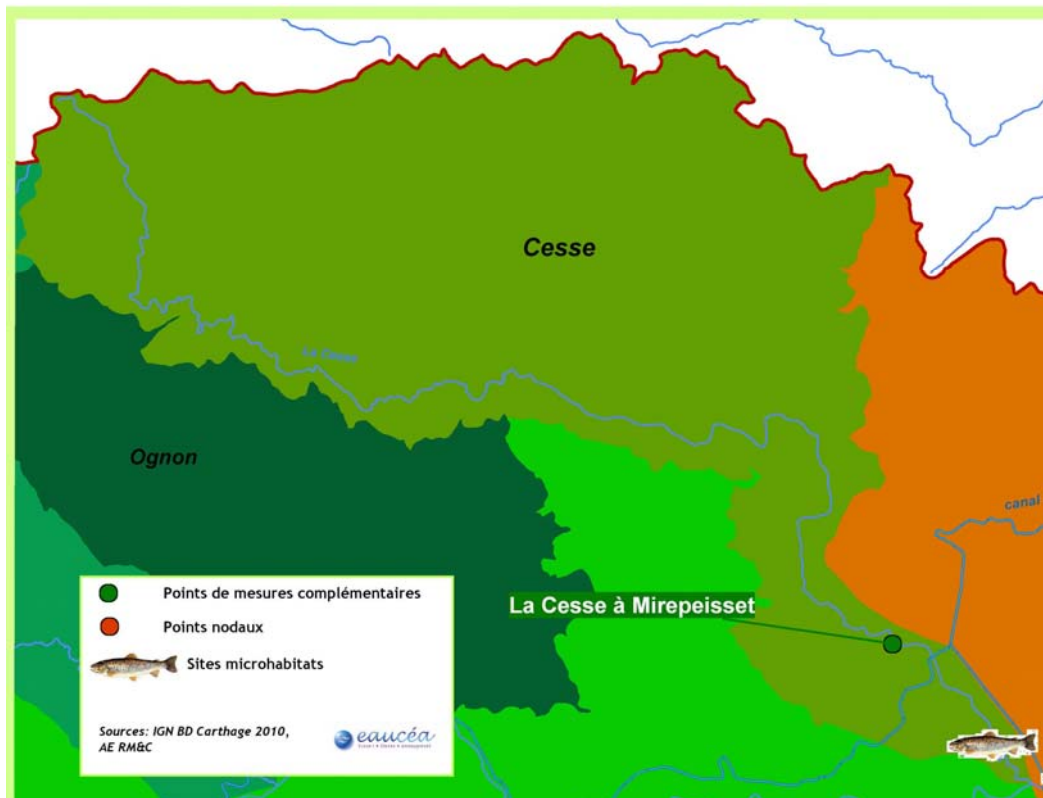 Cesse
La Cesse
Ognon
canal
La Cesse à Mirepeisset
Points de mesures complémentaires
Points nodaux
Sites microhabitats
Sources: IGN BD Carthage 2010,
AE RM&C
eaucéa